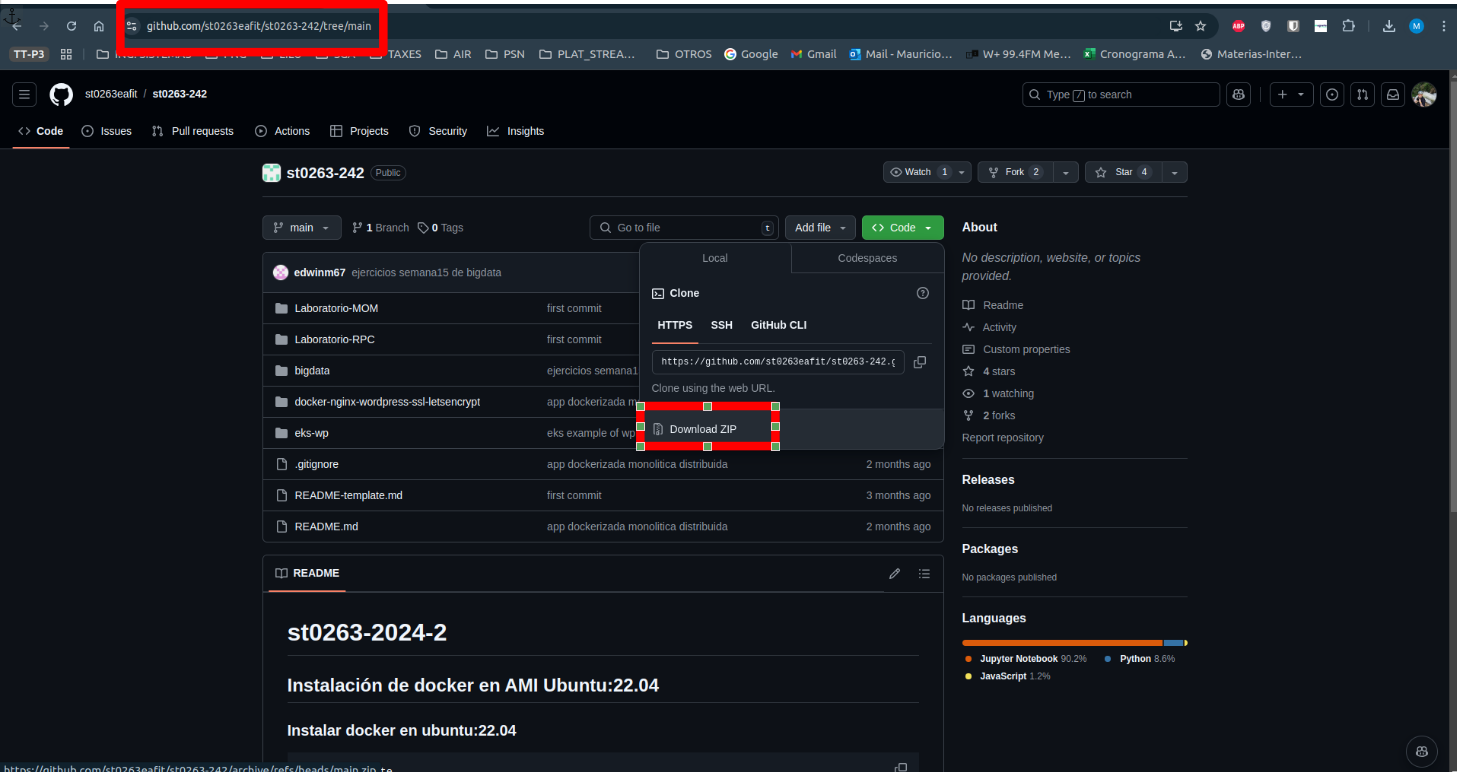 github.com/st0263eafit/st0263-242/tree/main
ABP
M
TT-P3
TAXES
AIR
PSN
PLAT_STREA...
OTROS
Google
Gmail
Mail - Mauricio...
W+ 99.4FM Me...
Cronograma A...
Materias-Inter...
st0263eafit / st0263-242
Type / to search
Code
Issues
Pull requests
Actions
Projects
Security
Insights
st0263-242 Public
Watch 1
Fork 2
Star 4
main
1 Branch
0 Tags
Go to file t
Add file
Code
About
No description, website, or topics
provided.
Readme
Activity
Custom properties
4 stars
1 watching
2 forks
Report repository
Releases
No releases published
Packages
No packages published
Languages
Jupyter Notebook 90.2%
Python 8.6%
JavaScript 1.2%
Local
Codespaces
Clone
HTTPS
SSH
GitHub CLI
https://github.com/st0263eafit/st0263-242.g
Clone using the web URL.
Download ZIP
edwinm67 ejercicios semana15 de bigdata
Laboratorio-MOM first commit
Laboratorio-RPC first commit
bigdata ejercicios semana1
docker-nginx-wordpress-ssl-letsencrypt app dockerizada m
eks-wp eks example of wp
.gitignore app dockerizada monolitica distribuida 2 months ago
README-template.md first commit 3 months ago
README.md app dockerizada monolitica distribuida 2 months ago
README
st0263-2024-2
Instalación de docker en AMI Ubuntu:22.04
Instalar docker en ubuntu:22.04
https://github.com/st0263eafit/st0263-242/archive/refs/heads/main.zip te